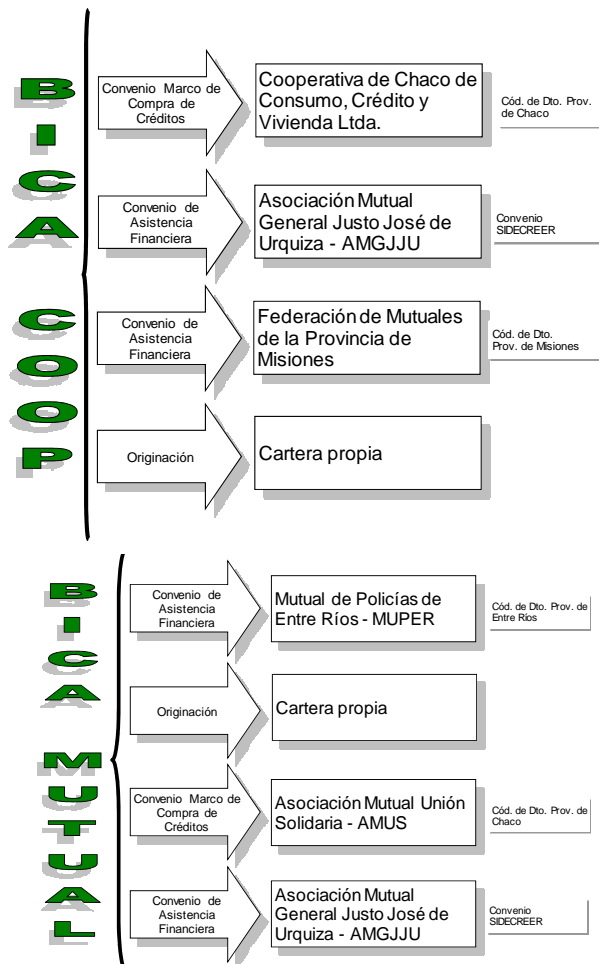 BICA COOP
Convenio Marco de
Compra de
Créditos
Cooperativa de Chaco de
Consumo, Crédito y
Vivienda Ltda.
Cód. de Dto. Prov.
de Chaco
Convenio de
Asistencia
Financiera
Asociación Mutual
General Justo José de
Urquiza - AMGJJU
Convenio
SIDECREER
Convenio de
Asistencia
Financiera
Federación de Mutuales
de la Provincia de
Misiones
Cód. de Dto.
Prov. de Misiones
Originación
Cartera propia
BICA MUTUAL
Convenio de
Asistencia
Financiera
Mutual de Policías de
Entre Ríos - MUPER
Cód. de Dto. Prov. de
Entre Ríos
Originación
Cartera propia
Convenio Marco de
Compra de
Créditos
Asociación Mutual Unión
Solidaria - AMUS
Cód. de Dto. Prov. de
Chaco
Convenio de
Asistencia
Financiera
Asociación Mutual
General Justo José de
Urquiza - AMGJJU
Convenio
SIDECREER